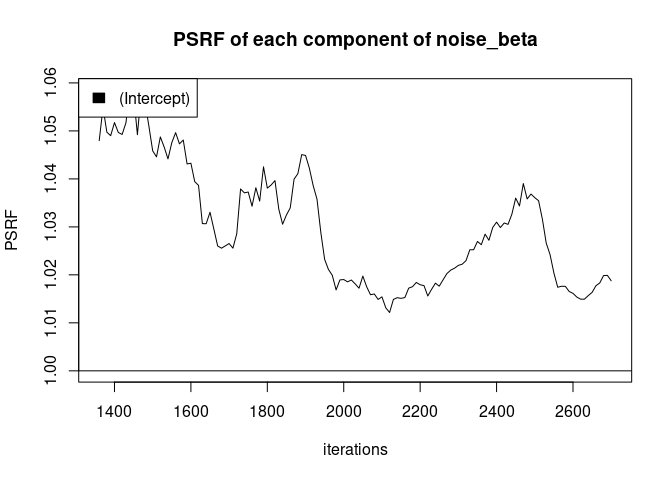 PSRF of each component of noise_beta
(Intercept)
1.06
1.05
1.04
1.03
1.02
1.01
1.00
PSRF
1400 1600 1800 2000 2200 2400 2600
iterations